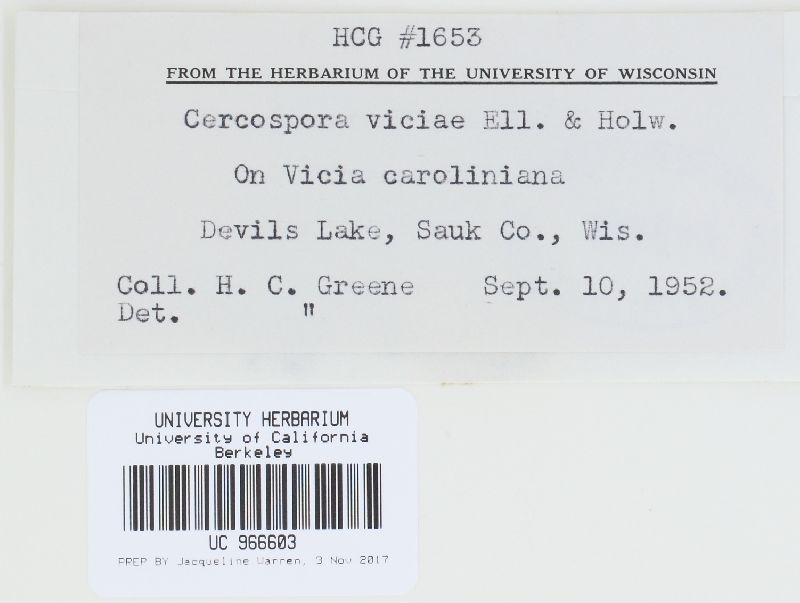 HCG #1653
FROM THE HERBARIUM OF THE UNIVERSITY OF WISCONSIN
Cercospora viciae Ell. & Holw.
On Vicia caroliniana
Devils Lake, Sauk Co., Wis.
Coll. H. C. Greene    Sept. 10, 1952.
Det.    "
UNIVERSITY HERBARIUM
University of California
Berkeley
UC 966603
PREP BY Jacqueline Warren, 3 Nov 2017